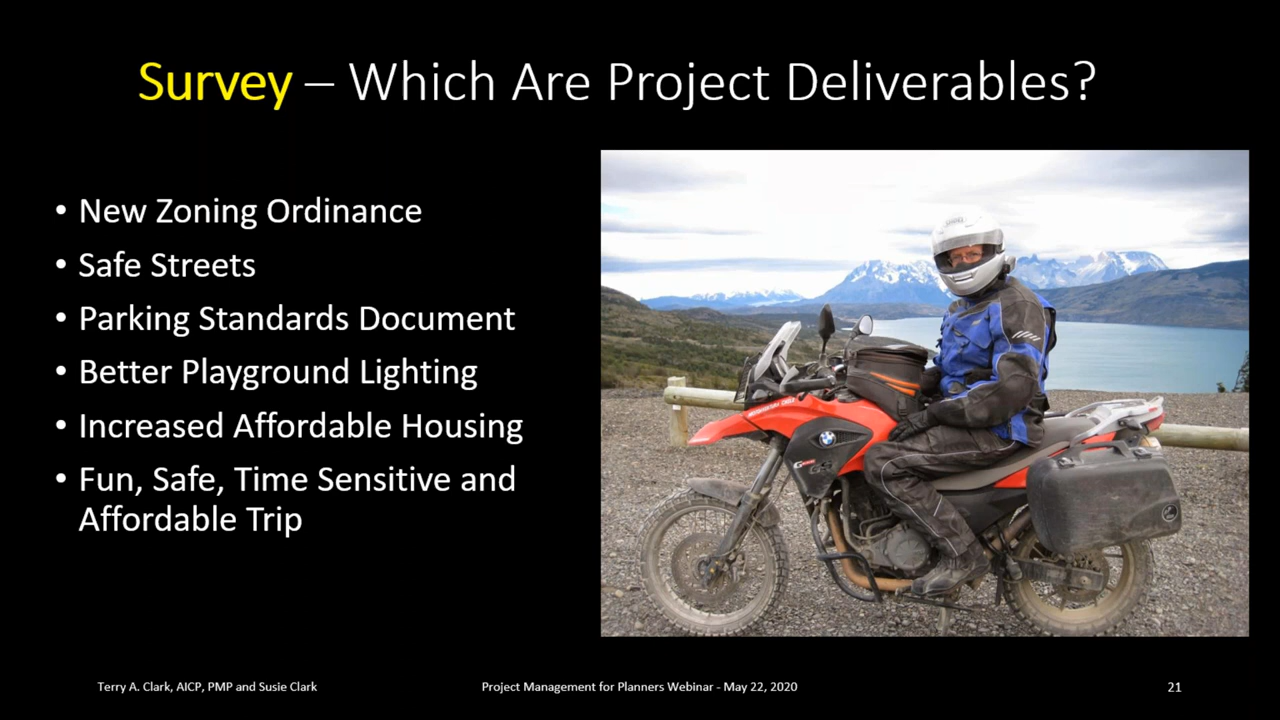 Survey – Which Are Project Deliverables?
• New Zoning Ordinance
• Safe Streets
• Parking Standards Document
• Better Playground Lighting
• Increased Affordable Housing
• Fun, Safe, Time Sensitive and
Affordable Trip
Terry A. Clark, AICP, PMP and Susie Clark
Project Management for Planners Webinar - May 22, 2020
21